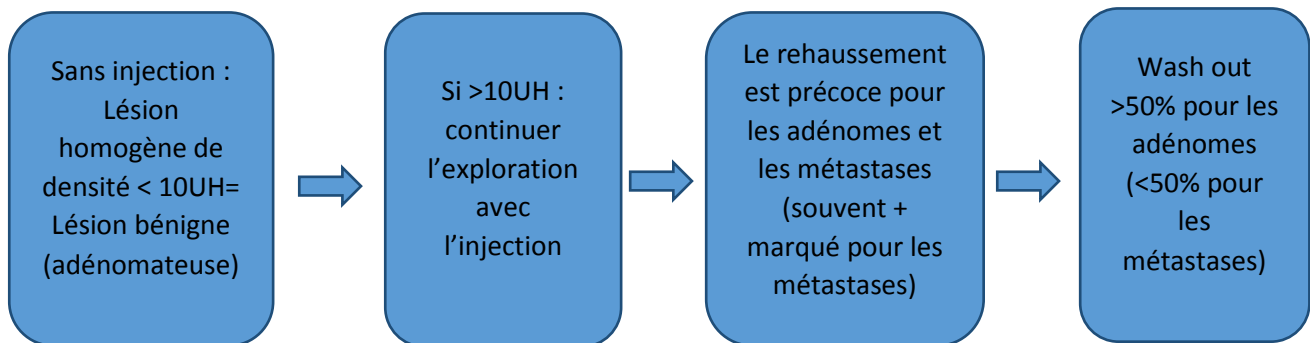 Sans injection :
Lésion
homogène de
densité < 10UH=
Lésion bénigne
(adénomateuse)
Si >10UH :
continuer
l’exploration
avec
l’injection
Le rehaussement
est précoce pour
les adénomes et
les métastases
(souvent +
marqué pour les
métastases)
Wash out
>50% pour les
adénomes
(<50% pour
les
métastases)